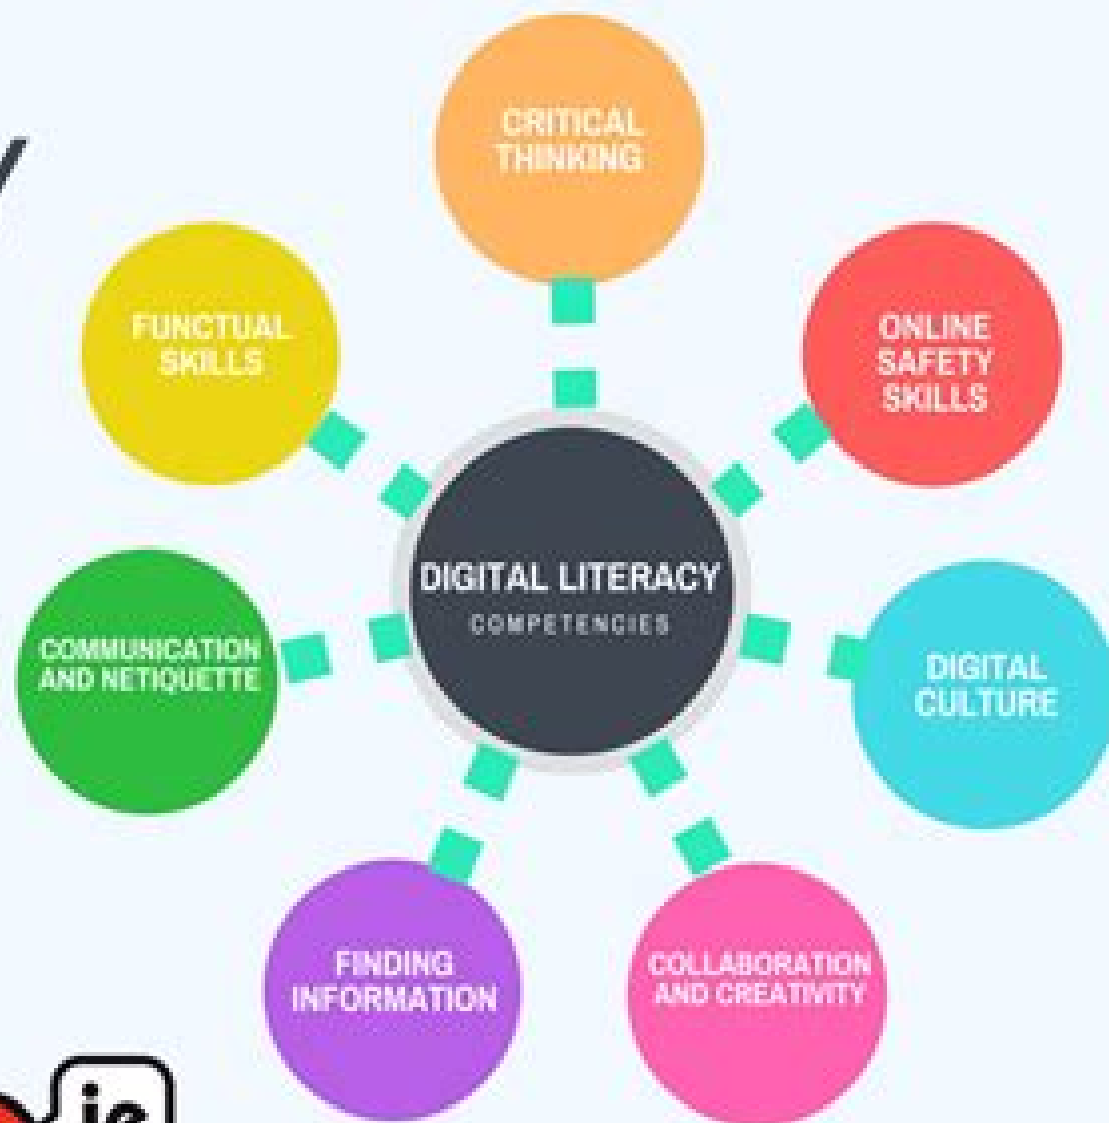 y
CRITICAL
THINKING
FUNCTUAL
SKILLS
ONLINE
SAFETY
SKILLS
DIGITAL LITERACY
COMPETENCIES
COMMUNICATION
AND NETIQUETTE
DIGITAL
CULTURE
FINDING
INFORMATION
COLLABORATION
AND CREATIVITY
ie